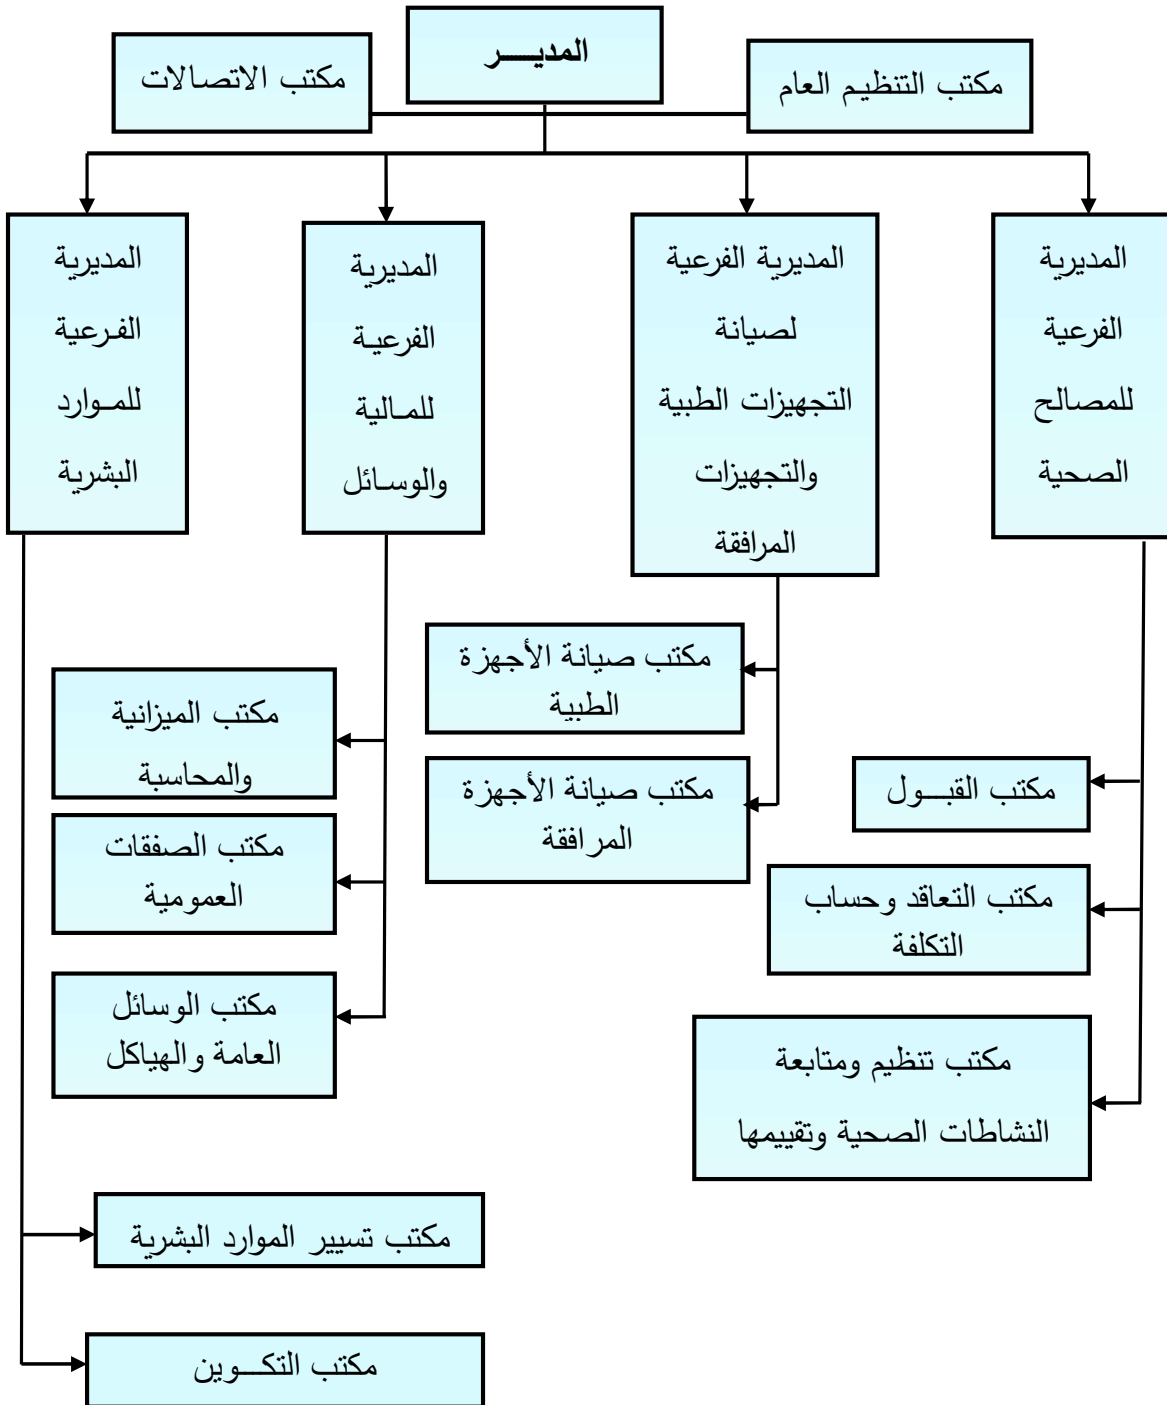 المديــــر
مكتب التنظيم العام
مكتب الاتصالات
المديرية
الفرعية
للمصالح
الصحية
المديرية الفرعية
لصيانة
التجهيزات الطبية
والتجهيزات
المرافقة
المديرية
الفرعيـة
للمـالية
والوسـائل
المديرية
الفـرعية
للمـوارد
البشرية
مكتب صيانة الأجهزة
الطبية
مكتب صيانة الأجهزة
المرافقة
مكتب القبـــول
مكتب التعاقد وحساب
التكلفة
مكتب تنظيم ومتابعة
النشاطات الصحية وتقييمها
مكتب الميزانية
والمحاسبة
مكتب الصفقات
العمومية
مكتب الوسائل
العامة والهياكل
مكتب تسيير الموارد البشرية
مكتب التكـــوين